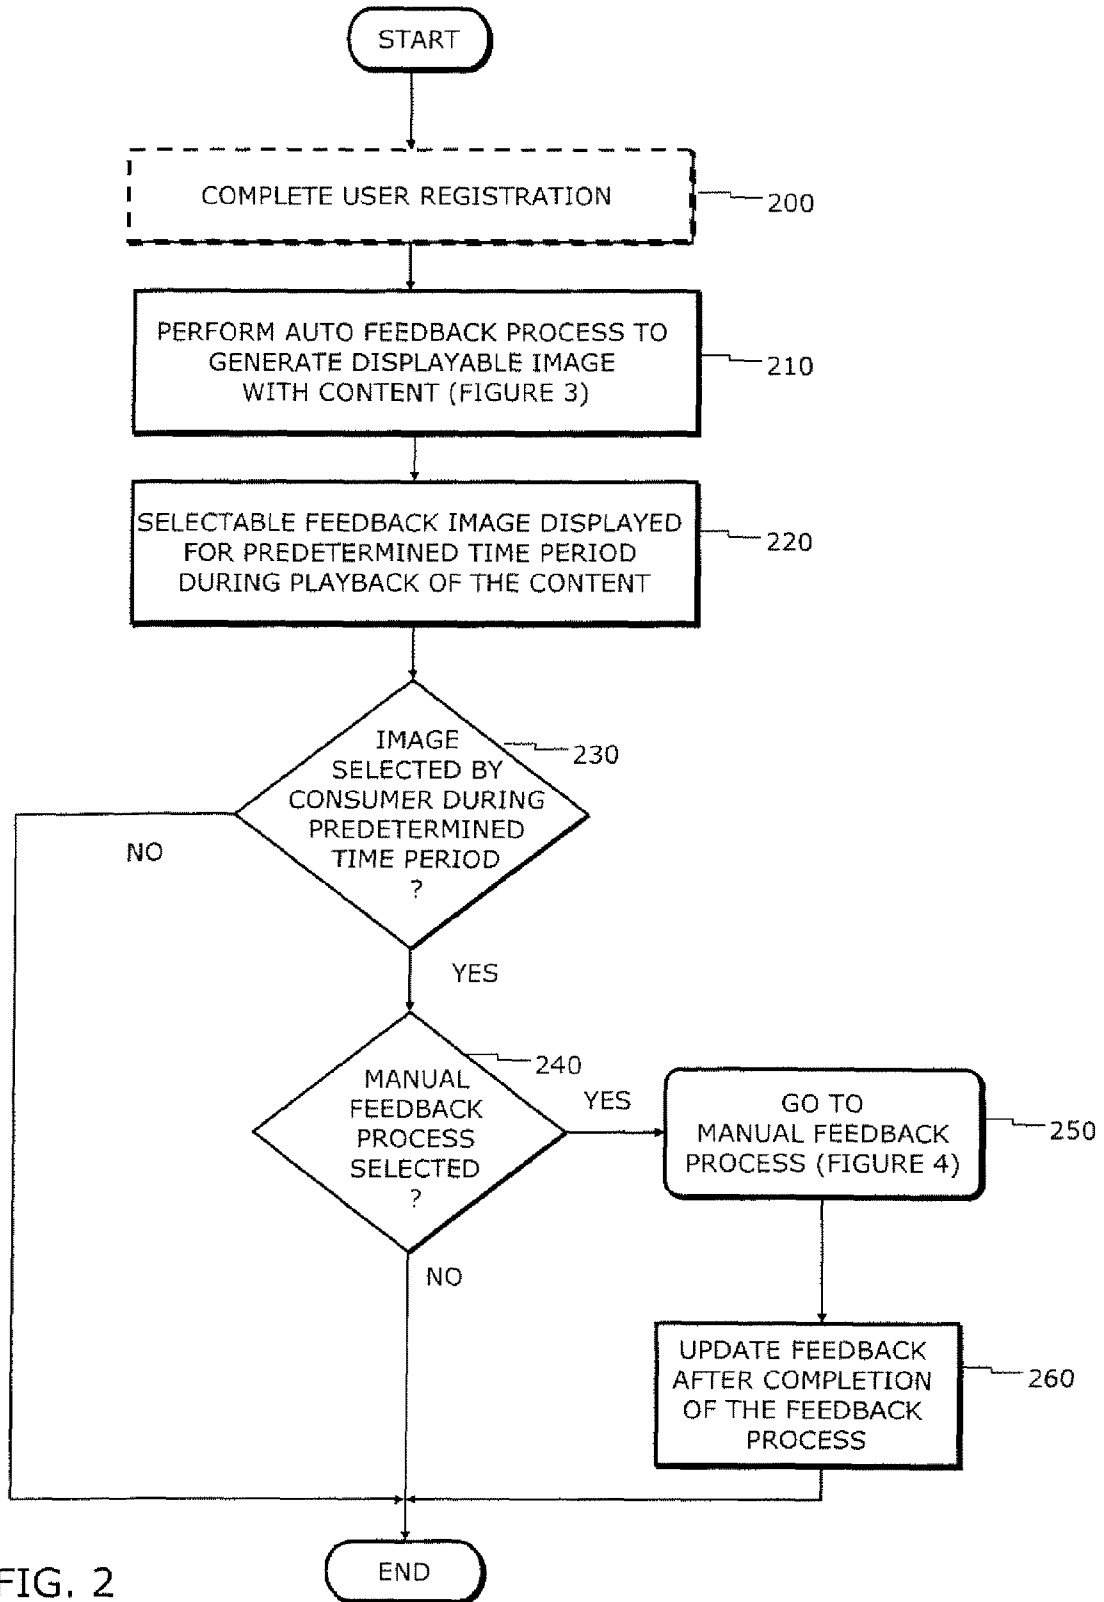 START
COMPLETE USER REGISTRATION
200
PERFORM AUTO FEEDBACK PROCESS TO
GENERATE DISPLAYABLE IMAGE
WITH CONTENT (FIGURE 3)
210
SELECTABLE FEEDBACK IMAGE DISPLAYED
FOR PREDETERMINED TIME PERIOD
DURING PLAYBACK OF THE CONTENT
220
IMAGE
SELECTED BY
CONSUMER DURING
PREDETERMINED
TIME PERIOD
?
230
NO
YES
MANUAL
FEEDBACK
PROCESS
SELECTED
?
240
YES
GO TO
MANUAL FEEDBACK
PROCESS (FIGURE 4)
250
NO
UPDATE FEEDBACK
AFTER COMPLETION
OF THE FEEDBACK
PROCESS
260
END
FIG. 2